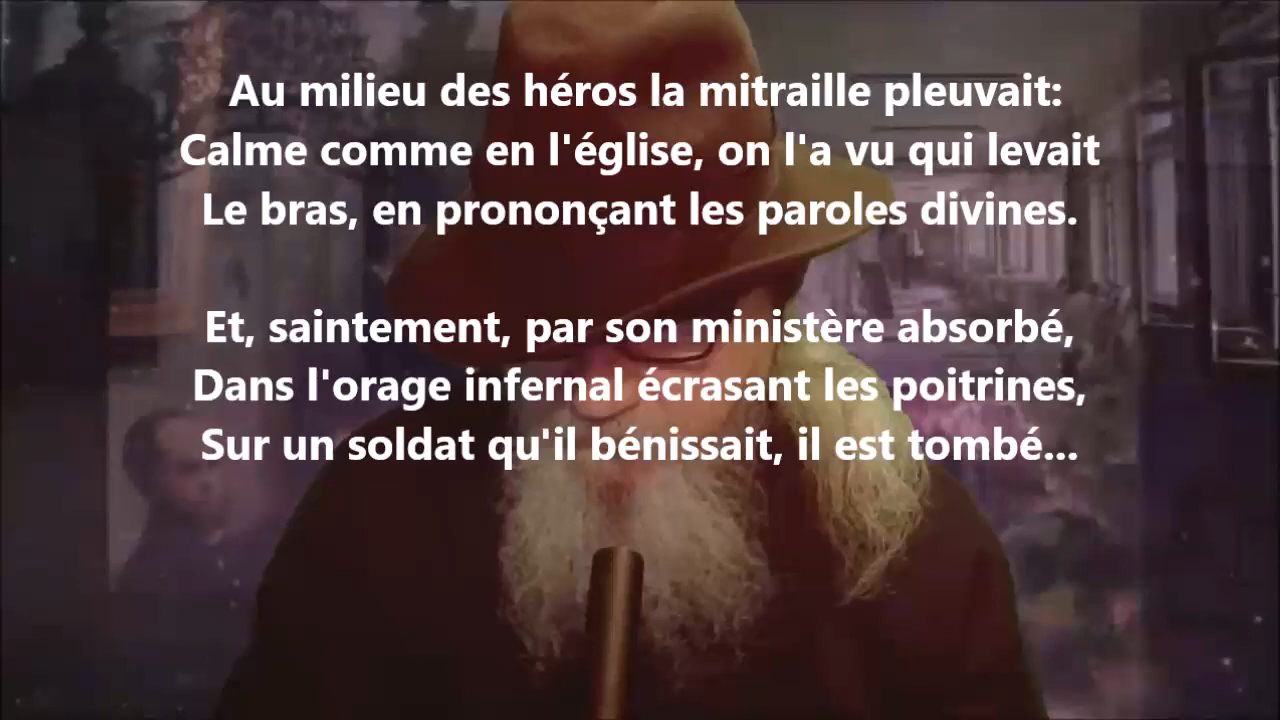 Au milieu des héros la mitraille pleuvait:
Calme comme en l'église, on l'a vu qui levait
Le bras, en prononçant les paroles divines.
Et, saintement, par son ministère absorbé,
Dans l'orage infernal écrasant les poitrines,
Sur un soldat qu'il bénissait, il est tombé...